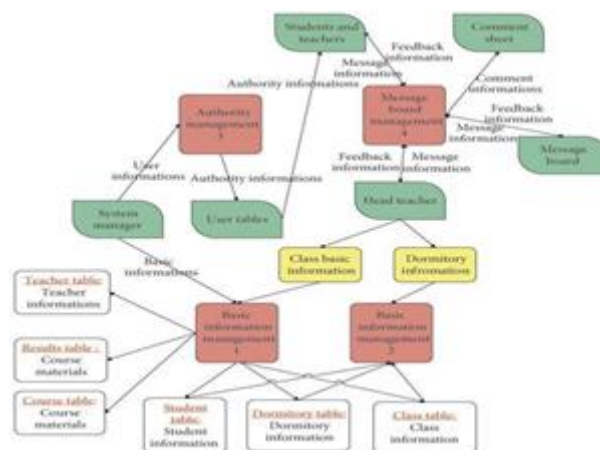 Students and
teachers
Comment
sheet
Feedback
information
Message
information
Authority informations
Comment
informations
Authority
management
3
Message
board
management
4
Feedback
information
Message
information
Message
board
User
informations
Authority informations
Feedback
information
Message
information
System
manager
User tables
Head teacher
Basic
informations
Class basic
information
Dormitory
infromation
Teacher table:
Teacher
informations
Basic
information
management
1
Basic
information
management
2
Results table :
Course
materials
Course table:
Course
materials
Student
table:
Student
information
Dormitory table:
Dormitory
information
Class table:
Class
information